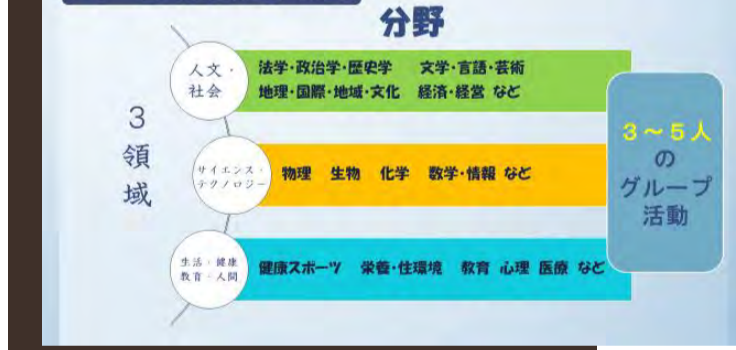 分野
3
領
域
人文・
社会
法学・政治学・歴史学 文学・言語・芸術
地理・国際・地域・文化 経済・経営 など
サイエンス・
テクノロジー
物理 生物 化学 数学・情報 など
生活・健康
教育・人間
健康スポーツ 栄養・住環境 教育 心理 医療 など
3～5人
の
グループ
活動